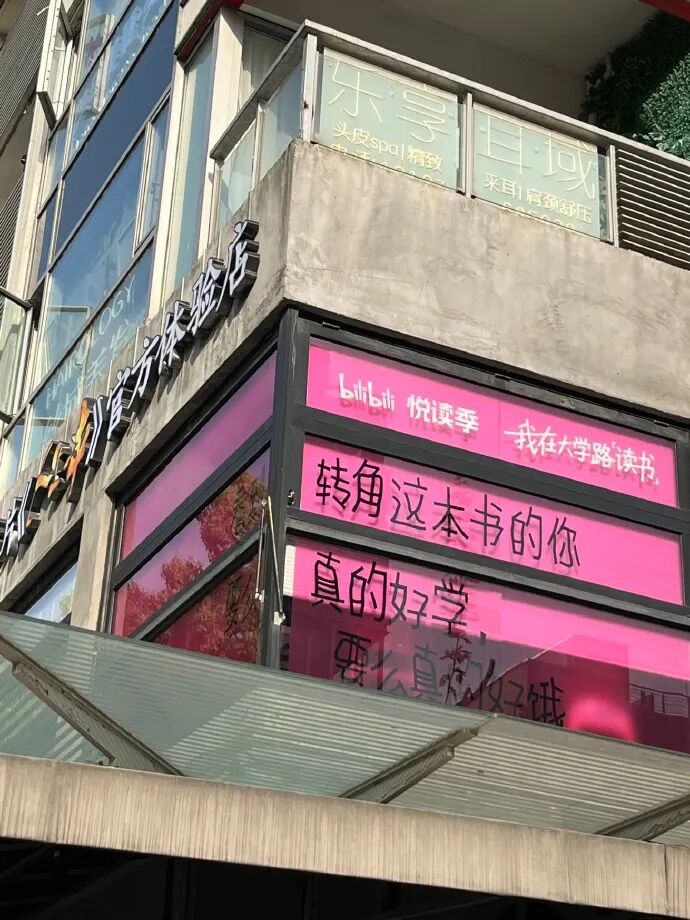 乐享 耳域
头皮spa|精致
采耳|肩颈舒压
》官方体验店
bilibili 悦读季
我在大学路「读书」
转角这本书的你
真的好学,
要么真的好饿